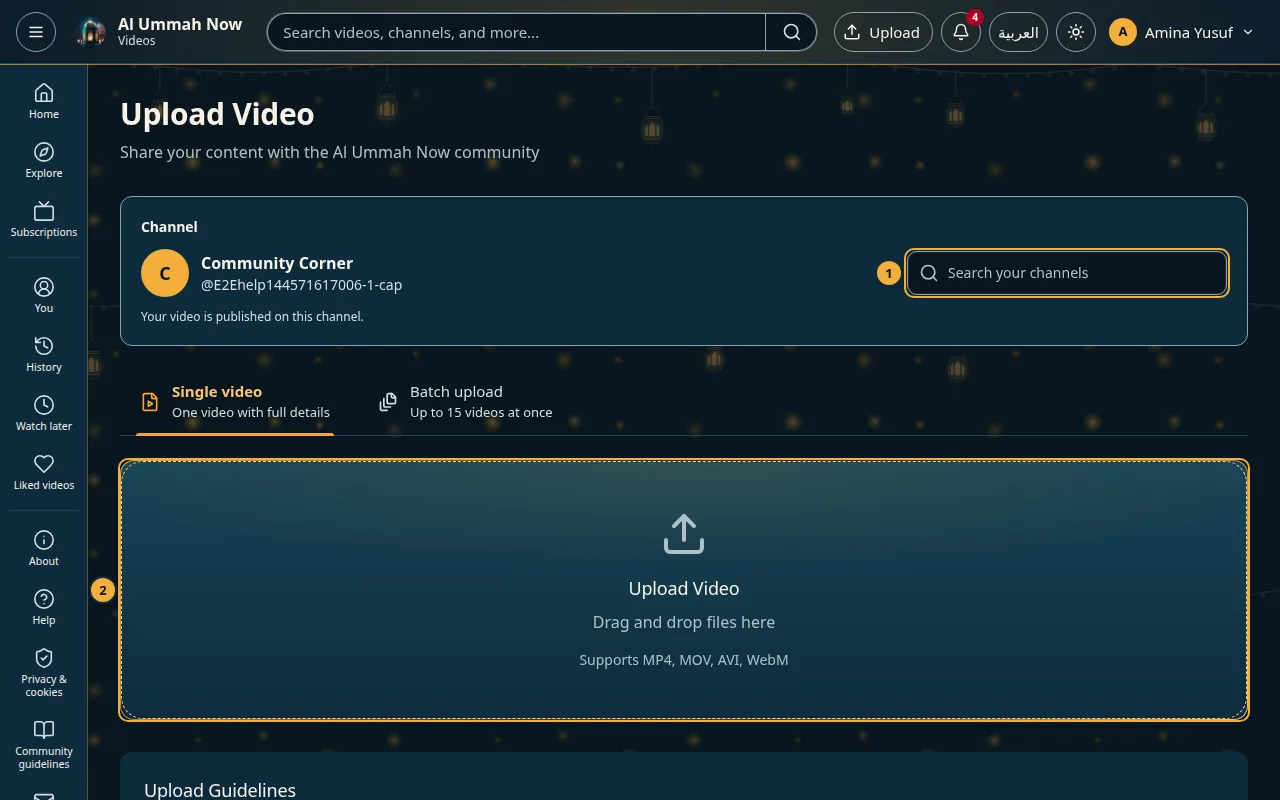 Al Ummah Now
Videos
Search videos, channels, and more...
Upload
4
العربية
A
Amina Yusuf
Home
Explore
Subscriptions
You
History
Watch later
Liked videos
About
Help
Privacy &
cookies
Community
guidelines
Upload Video
Share your content with the Al Ummah Now community
Channel
C
Community Corner
@E2Ehelp144571617006-1-cap
Your video is published on this channel.
1
Search your channels
Single video
One video with full details
Batch upload
Up to 15 videos at once
2
Upload Video
Drag and drop files here
Supports MP4, MOV, AVI, WebM
Upload Guidelines